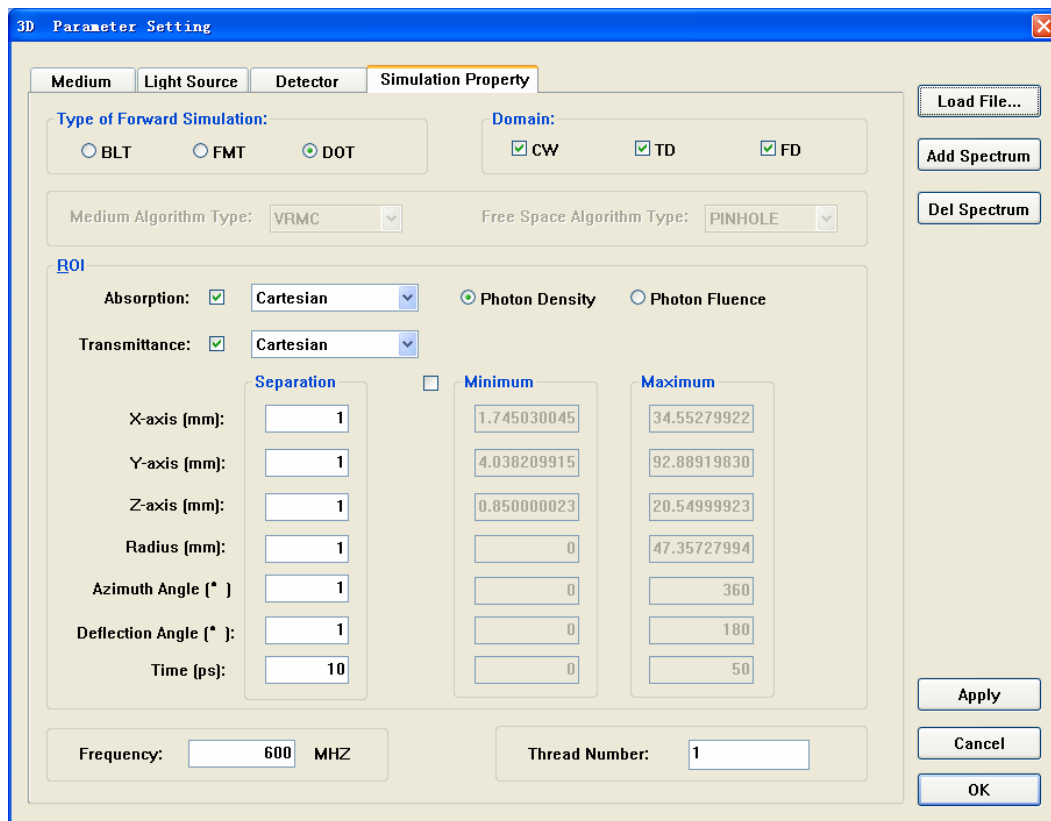 3D Parameter Setting
Medium Light Source Detector Simulation Property
Load File...
Type of Forward Simulation: Domain:
BLT FMT DOT CW TD FD
Add Spectrum
Medium Algorithm Type: VRMC Free Space Algorithm Type: PINHOLE
Del Spectrum
ROI
Absorption: Cartesian Photon Density Photon Fluence
Transmittance: Cartesian
Separation Minimum Maximum
X-axis (mm): 1 1.745030045 34.55279922
Y-axis (mm): 1 4.038209915 92.88919830
Z-axis (mm): 1 0.850000023 20.54999923
Radius (mm): 1 0 47.35727994
Azimuth Angle (° ) 1 0 360
Deflection Angle (° ): 1 0 180
Time (ps): 10 0 50
Apply
Frequency: 600 MHZ Thread Number: 1
Cancel
OK